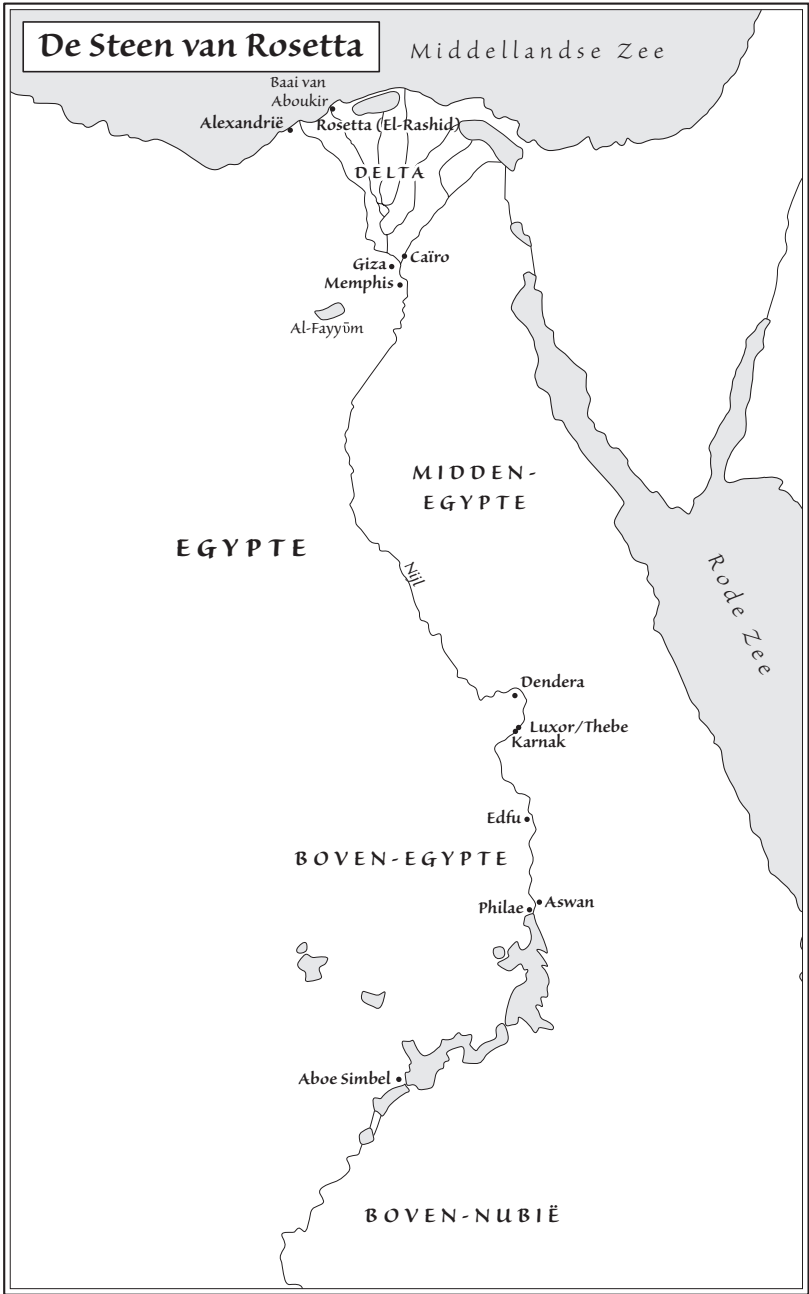 De Steen van Rosetta
Middellandse Zee
Baai van
Aboukir
Alexandrië
Rosetta (El-Rashid)
DELTA
Caïro
Giza
Memphis
Al-Fayyūm
MIDDEN-
EGYPTE
EGYPTE
Nijl
Rode Zee
Dendera
Luxor/Thebe
Karnak
Edfu
BOVEN-EGYPTE
Aswan
Philae
Aboe Simbel
BOVEN-NUBIË